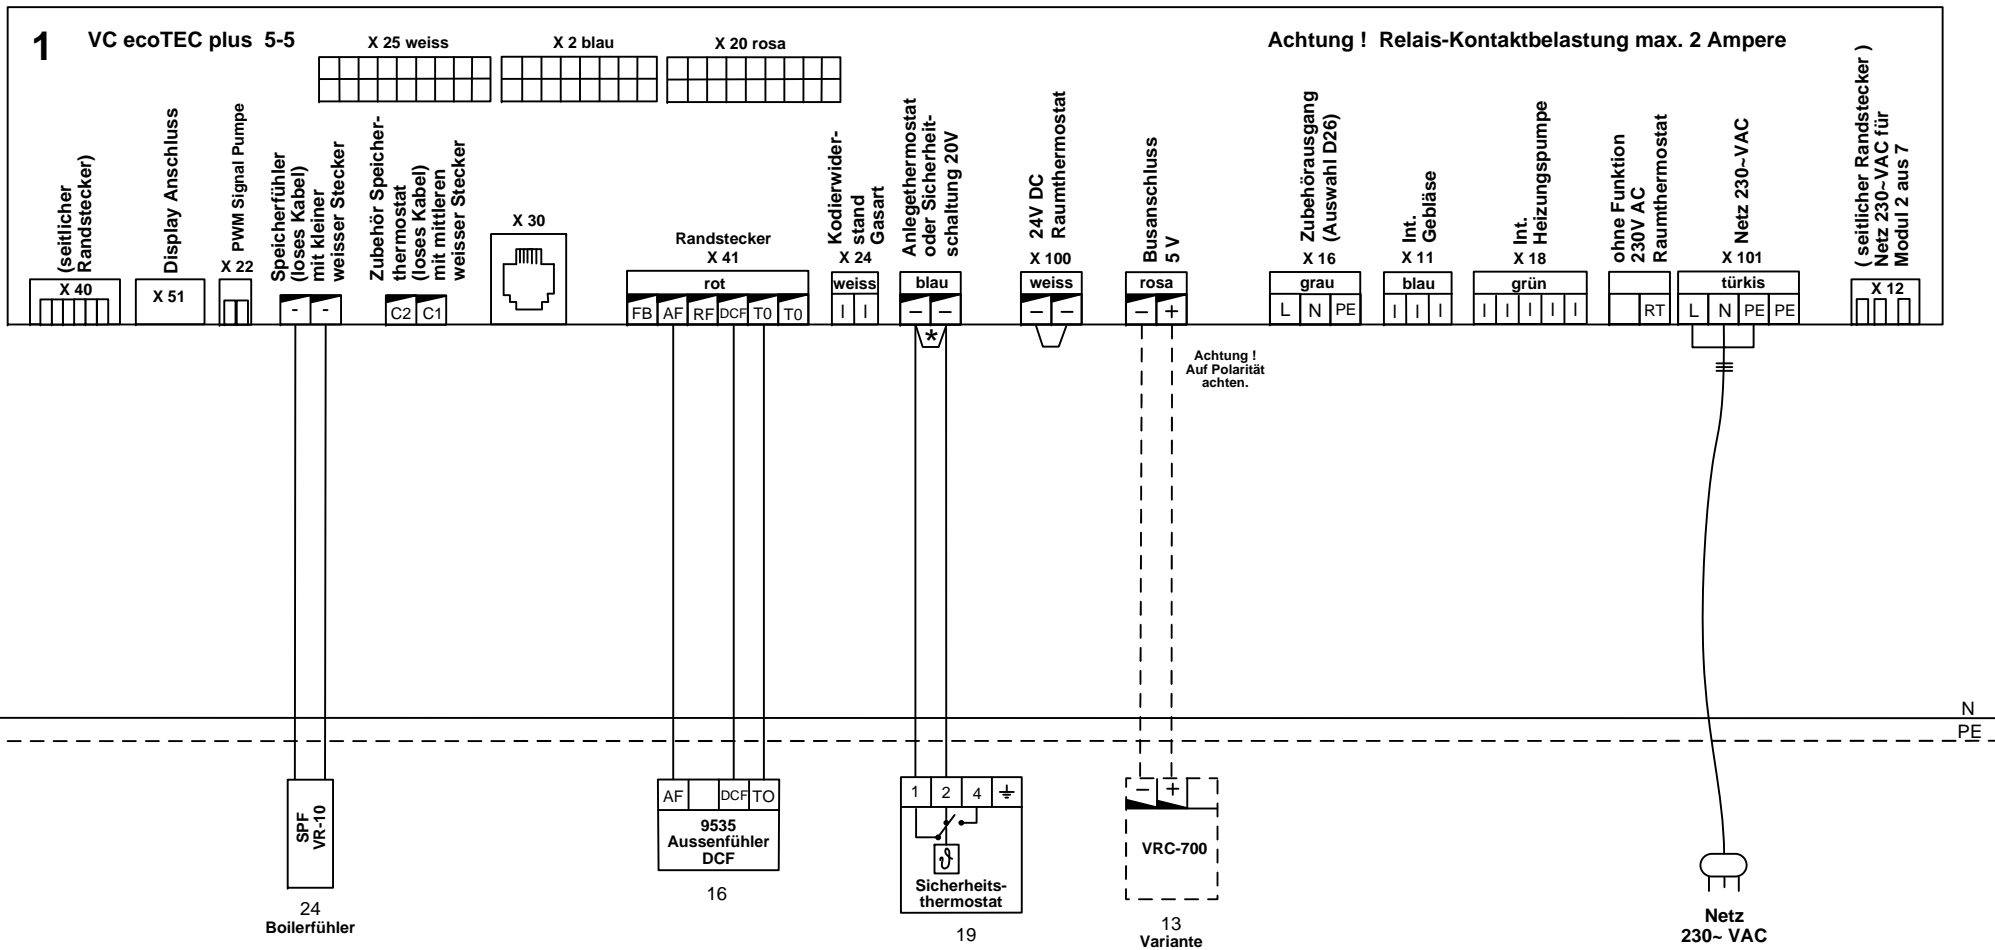 1
VC ecoTEC plus 5-5
X 25 weiss
X 2 blau
X 20 rosa
Achtung ! Relais-Kontaktbelastung max. 2 Ampere
(seitlicher
Randstecker)
X 40
Display Anschluss
X 51
PWM Signal Pumpe
X 22
Speicherfühler
(loses Kabel)
mit kleiner
weisser Stecker
- -
Zubehör Speicher-
thermostat
(loses Kabel)
mit mittleren
weisser Stecker
C2 C1
X 30
Randstecker
X 41
rot
FB AF RF DCF T0 T0
Kodierwider-
stand
Gasart
X 24
weiss
I I
Anlegethermostat
oder Sicherheit-
schaltung 20V
blau
– –
*
24V DC
Raumthermostat
X 100
weiss
– –
Busanschluss
5 V
rosa
– +
Achtung !
Auf Polarität
achten.
Zubehörausgang
(Auswahl D26)
X 16
grau
L N PE
Int.
Gebläse
X 11
blau
I I I
Int.
Heizungspumpe
X 18
grün
I I I I I
ohne Funktion
230V AC
Raumthermostat
RT
Netz 230~VAC
X 101
türkis
L N PE PE
( seitlicher Randstecker )
Netz 230~VAC für
Modul 2 aus 7
X 12
N
PE
SPF
VR-10
24
Boilerfühler
AF DCF TO
9535
Aussenfühler
DCF
16
1 2 4
ϑ
Sicherheits-
thermostat
19
– +
VRC-700
13
Variante
Netz
230~ VAC